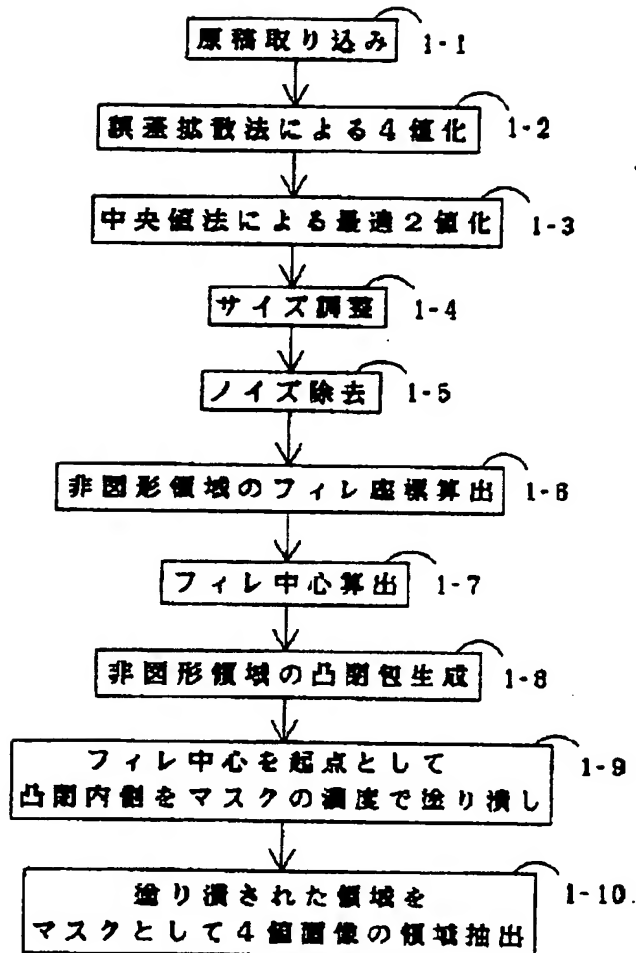 原稿取り込み 1-1
誤差拡散法による4値化 1-2
中央値法による最適2値化 1-3
サイズ調整 1-4
ノイズ除去 1-5
非図形領域のフィレ座標算出 1-6
フィレ中心算出 1-7
非図形領域の凸閉包生成 1-8
フィレ中心を起点として 1-9
凸閉内側をマスクの濃度で塗り潰し
塗り潰された領域を 1-10
マスクとして4値画像の領域抽出